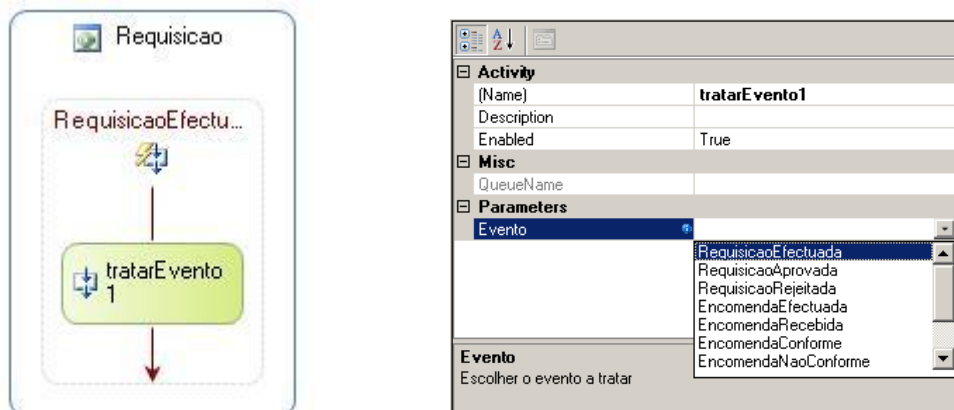 Requisicao
RequisicaoEfectu...
tratarEvento
1
Activity
(Name) tratarEvento1
Description
Enabled True
Misc
QueueName
Parameters
Evento
RequisicaoEfectuada
RequisicaoAprovada
RequisicaoRejeitada
EncomendaEfectuada
EncomendaRecebida
EncomendaConforme
EncomendaNaoConforme
Evento
Escolher o evento a tratar